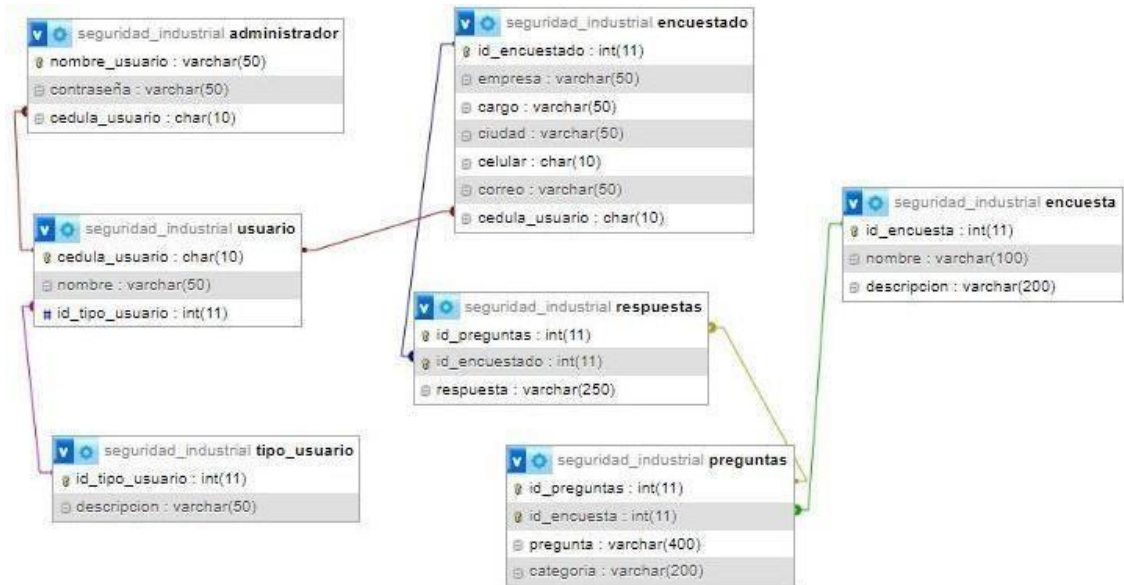 seguridad_industrial administrador
nombre_usuario : varchar(50)
contraseña : varchar(50)
cedula_usuario : char(10)
seguridad_industrial encuestado
id_encuestado : int(11)
empresa : varchar(50)
cargo : varchar(50)
ciudad : varchar(50)
celular : char(10)
correo : varchar(50)
cedula_usuario : char(10)
seguridad_industrial usuario
cedula_usuario : char(10)
nombre : varchar(50)
# id_tipo_usuario : int(11)
seguridad_industrial encuesta
id_encuesta : int(11)
nombre : varchar(100)
descripcion : varchar(200)
seguridad_industrial respuestas
id_preguntas : int(11)
id_encuestado : int(11)
respuesta : varchar(250)
seguridad_industrial tipo_usuario
id_tipo_usuario : int(11)
descripcion : varchar(50)
seguridad_industrial preguntas
id_preguntas : int(11)
id_encuesta : int(11)
pregunta : varchar(400)
categoria : varchar(200)